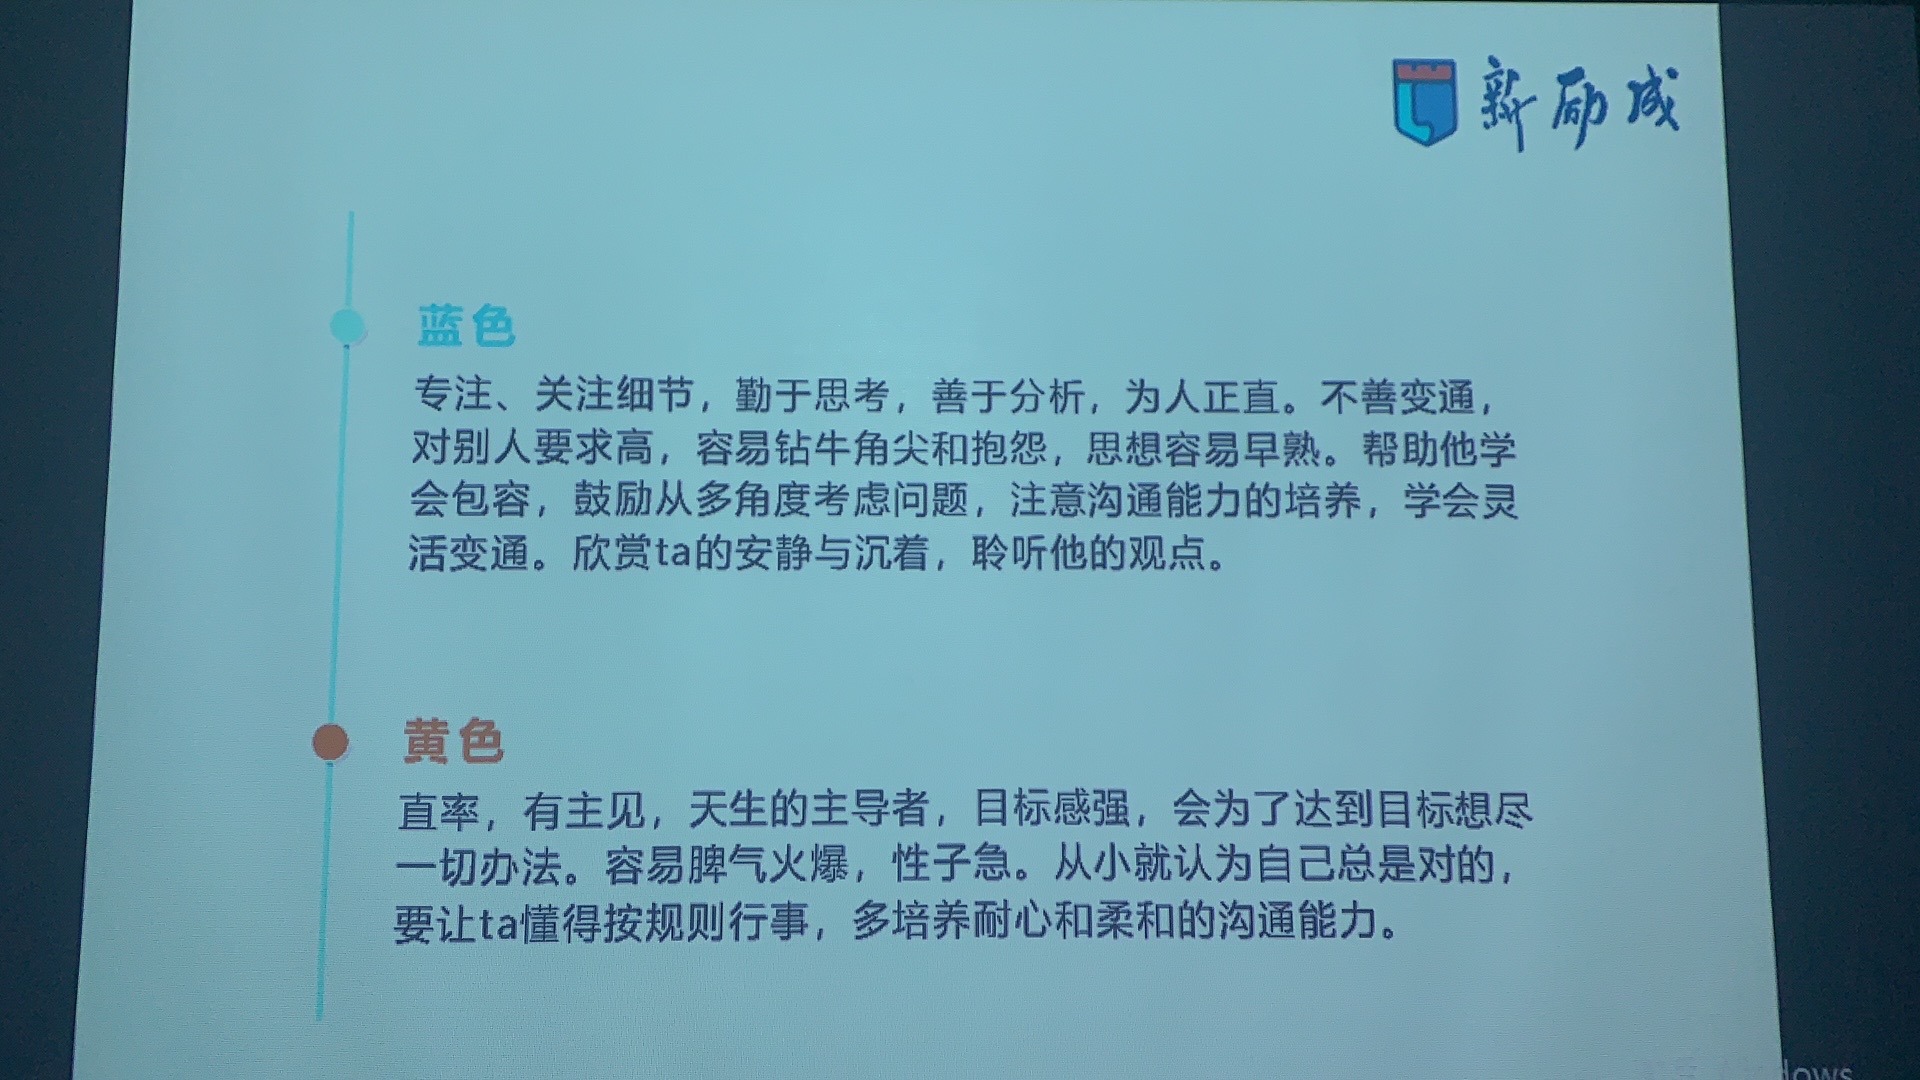 新励成
蓝色
专注、关注细节，勤于思考，善于分析，为人正直。不善变通，
对别人要求高，容易钻牛角尖和抱怨，思想容易早熟。帮助他学
会包容，鼓励从多角度考虑问题，注意沟通能力的培养，学会灵
活变通。欣赏ta的安静与沉着，聆听他的观点。
黄色
直率，有主见，天生的主导者，目标感强，会为了达到目标想尽
一切办法。容易脾气火爆，性子急。从小就认为自己总是对的，
要让ta懂得按规则行事，多培养耐心和柔和的沟通能力。